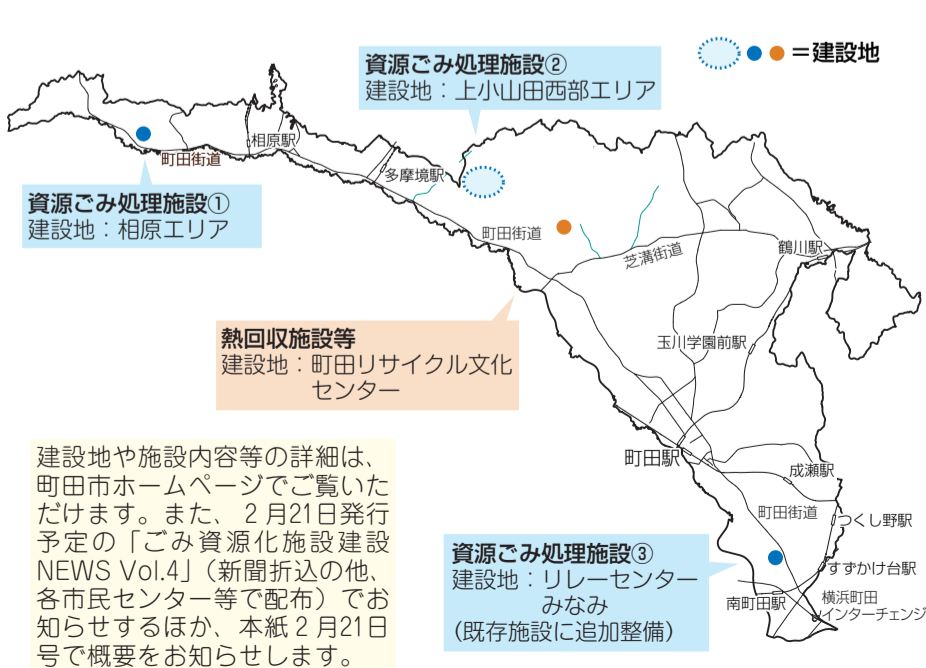 ＝建設地
資源ごみ処理施設②
建設地：上小山田西部エリア
相原駅
町田街道
多摩境駅
資源ごみ処理施設①
建設地：相原エリア
町田街道
芝溝街道
鶴川駅
熱回収施設等
建設地：町田リサイクル文化
センター
玉川学園前駅
町田駅
成瀬駅
町田街道
つくし野駅
すずかけ台駅
南町田駅
横浜町田
インターチェンジ
資源ごみ処理施設③
建設地：リレーセンター
みなみ
(既存施設に追加整備)
建設地や施設内容等の詳細は、
町田市ホームページでご覧いた
だけます。また、２月21日発行
予定の「ごみ資源化施設建設
NEWS Vol.4」（新聞折込の他、
各市民センター等で配布）でお
知らせするほか、本紙２月21日
号で概要をお知らせします。